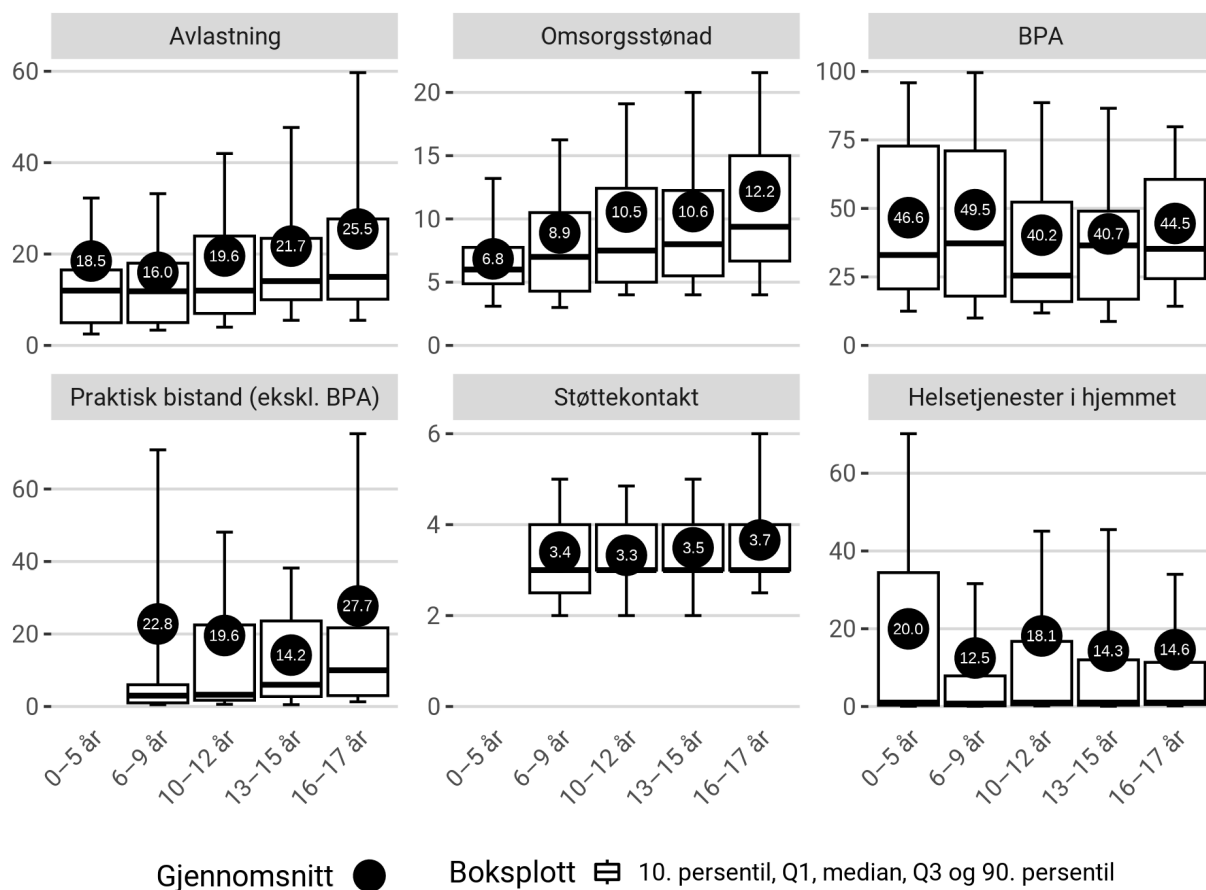 Avlastning
Omsorgsstønad
BPA
60
40
20
0
18.5
16.0
19.6
21.7
25.5
20
15
10
5
0
6.8
8.9
10.5
10.6
12.2
100
75
50
25
0
46.6
49.5
40.2
40.7
44.5
Praktisk bistand (ekskl. BPA)
Støttekontakt
Helsetjenester i hjemmet
60
40
20
0
22.8
19.6
14.2
27.7
6
4
2
0
3.4
3.3
3.5
3.7
60
40
20
0
20.0
12.5
18.1
14.3
14.6
0–5 år
6–9 år
10–12 år
13–15 år
16–17 år
0–5 år
6–9 år
10–12 år
13–15 år
16–17 år
0–5 år
6–9 år
10–12 år
13–15 år
16–17 år
Gjennomsnitt
Boksplott
10. persentil, Q1, median, Q3 og 90. persentil